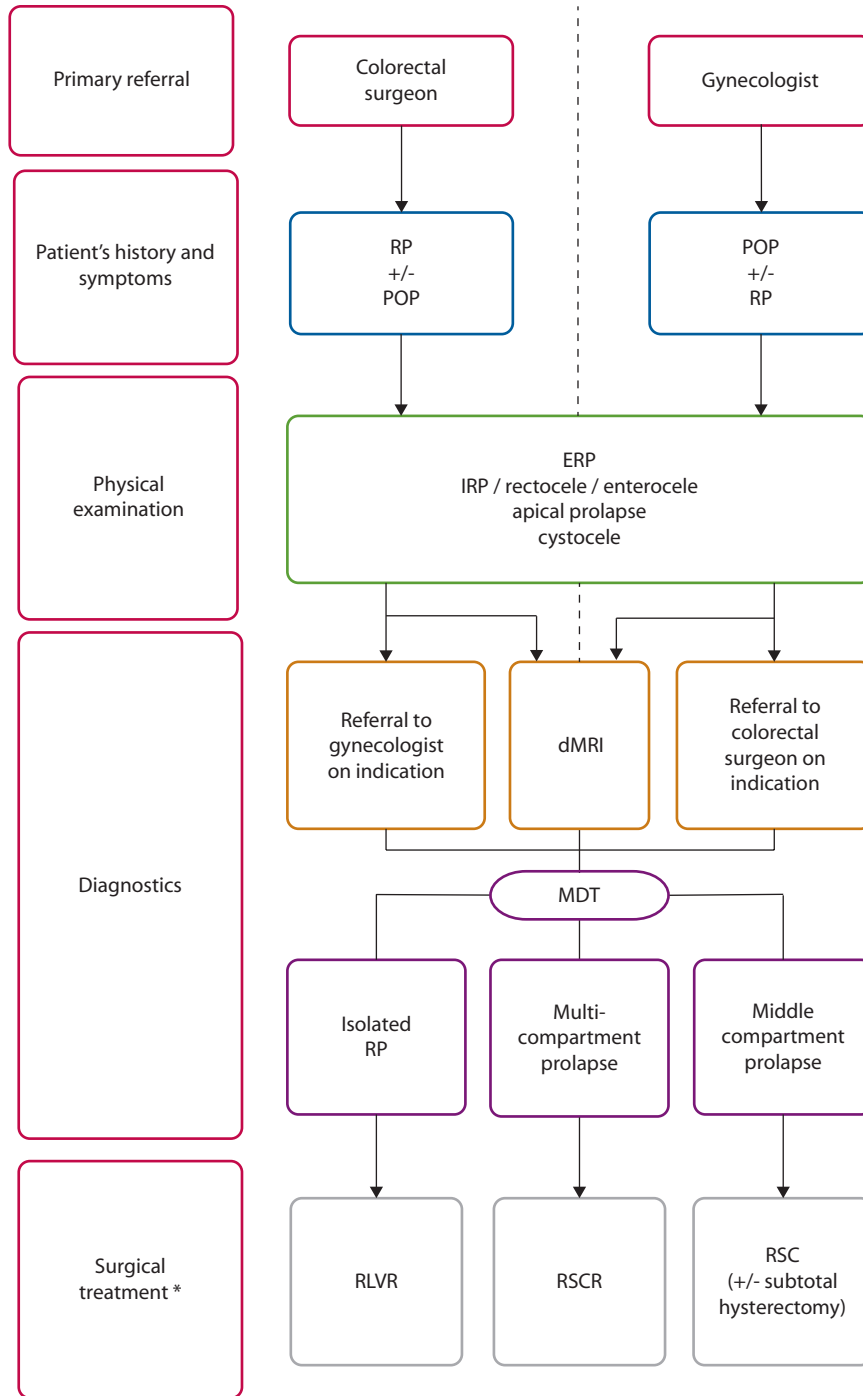 Primary referral
Colorectal
surgeon
Gynecologist
Patient's history and
symptoms
RP
+/-
POP
POP
+/-
RP
Physical
examination
ERP
IRP / rectocele / enterocele
apical prolapse
cystocele
Diagnostics
Referral to
gynecologist
on indication
dMRI
Referral to
colorectal
surgeon on
indication
MDT
Isolated
RP
Multi-
compartment
prolapse
Middle
compartment
prolapse
Surgical
treatment *
RLVR
RSCR
RSC
(+/- subtotal
hysterectomy)